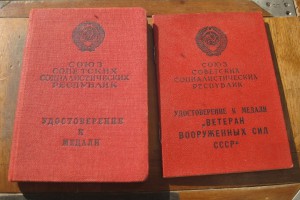 СОЮЗ
СОВЕТСКИХ
СОЦИАЛИСТИЧЕСКИХ
РЕСПУБЛИК
УДОСТОВЕРЕНИЕ
К
МЕДАЛИ
СОЮЗ
СОВЕТСКИХ
СОЦИАЛИСТИЧЕСКИХ
РЕСПУБЛИК
УДОСТОВЕРЕНИЕ К МЕДАЛИ
„ВЕТЕРАН
ВООРУЖЕННЫХ СИЛ
СССР“